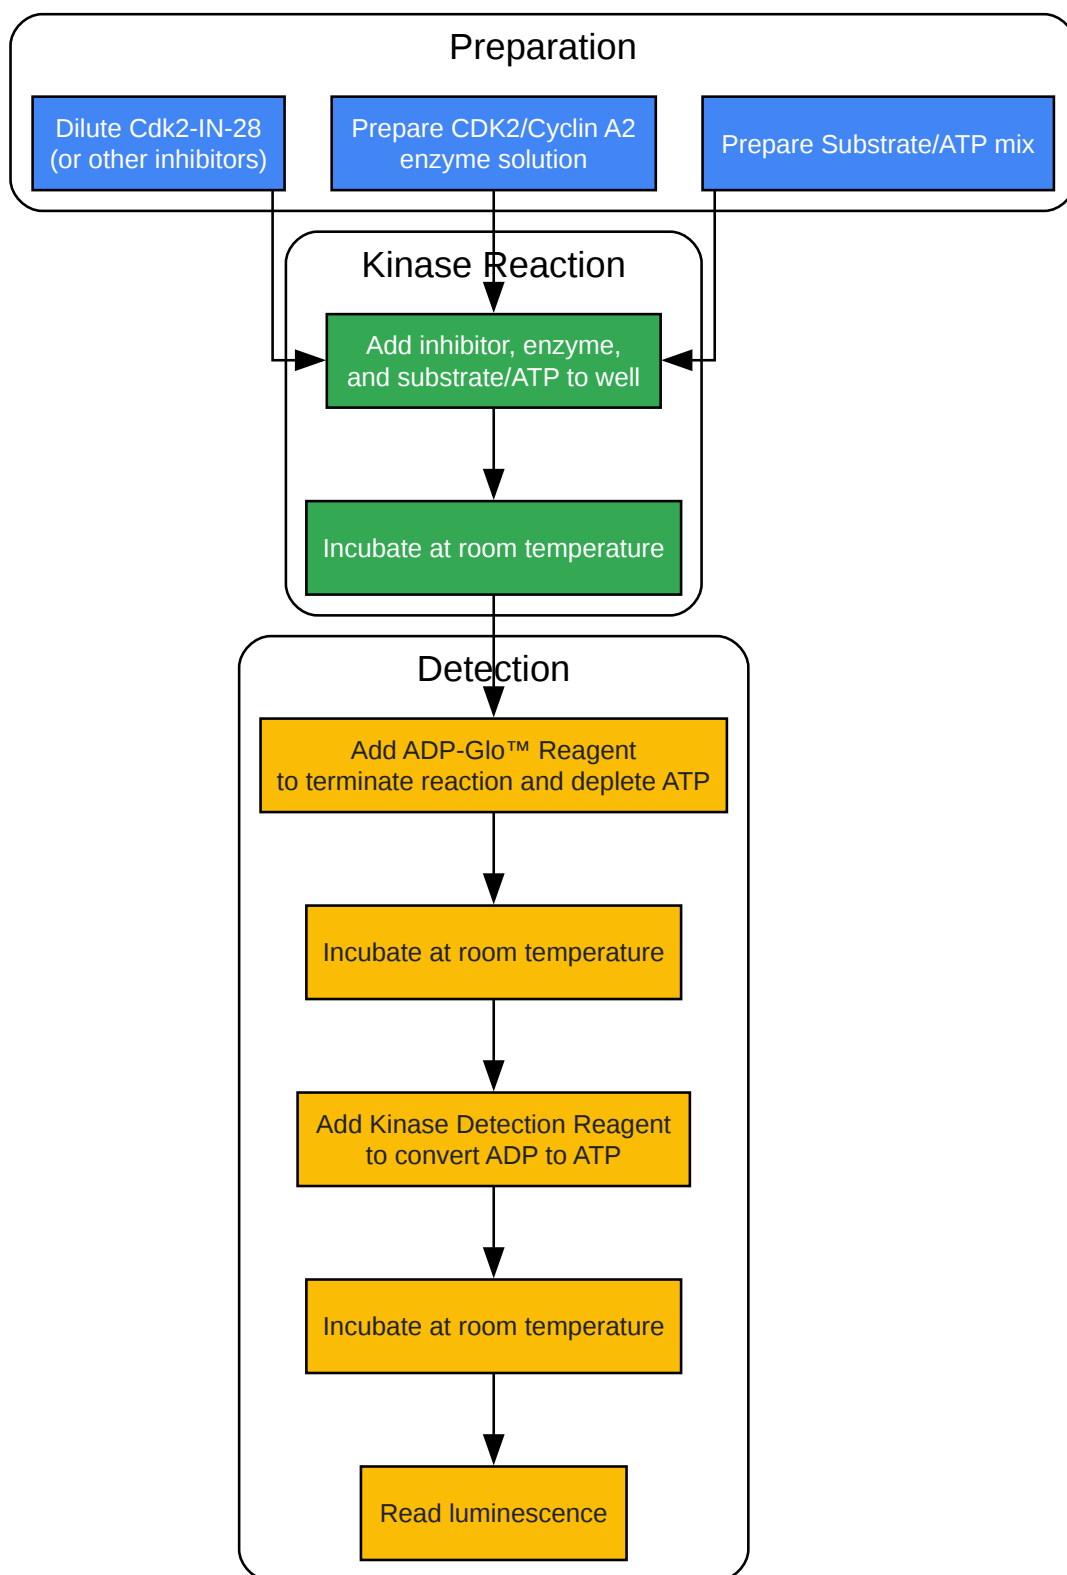 Preparation
Dilute Cdk2-IN-28
(or other inhibitors)
Prepare CDK2/Cyclin A2
enzyme solution
Prepare Substrate/ATP mix
Kinase Reaction
Add inhibitor, enzyme,
and substrate/ATP to well
Incubate at room temperature
Detection
Add ADP-Glo™ Reagent
to terminate reaction and deplete ATP
Incubate at room temperature
Add Kinase Detection Reagent
to convert ADP to ATP
Incubate at room temperature
Read luminescence